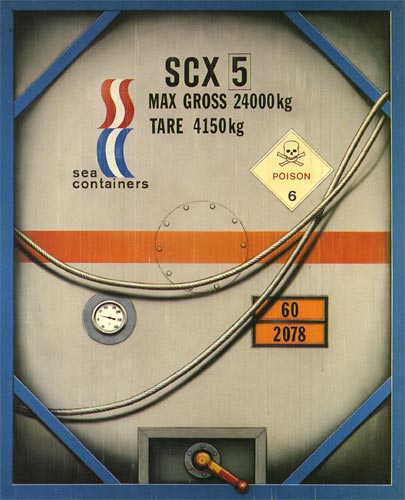 SCX 5
MAX GROSS 24000kg
TARE 4150kg
sea
containers
POISON
6
60
2078